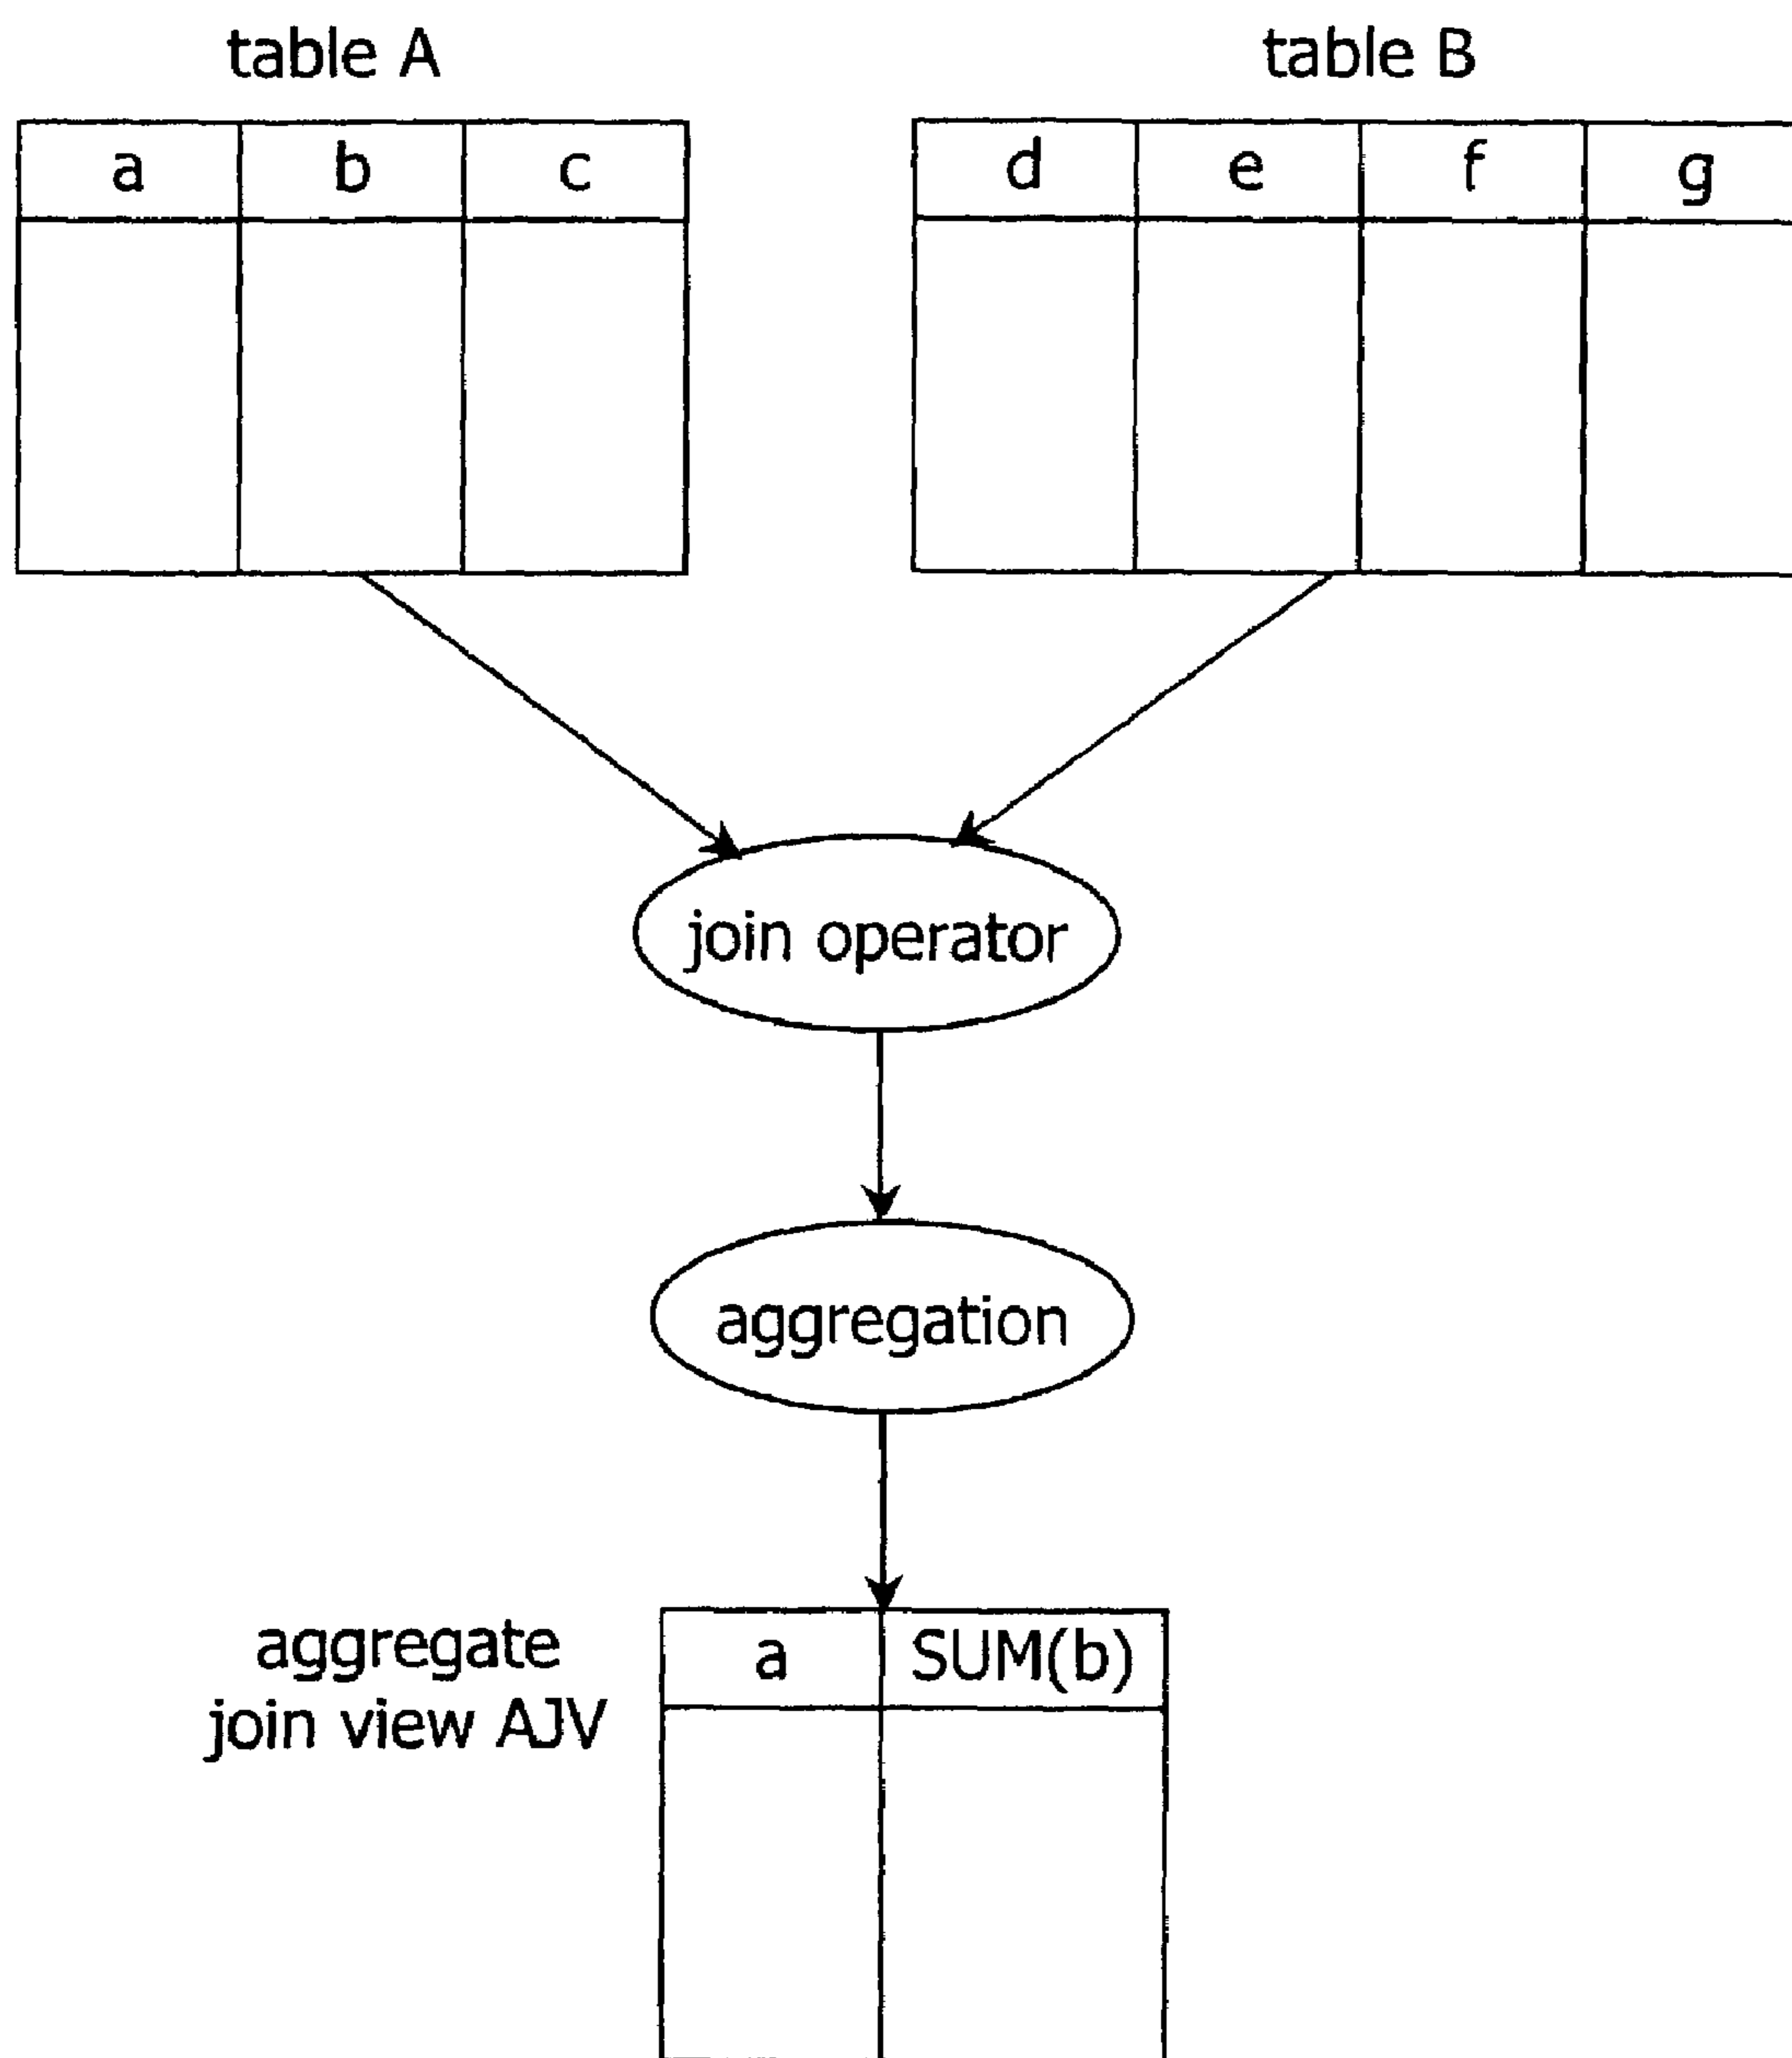 table A
table B
a b c
d e f g
join operator
aggregation
aggregate
join view AJV
a SUM(b)